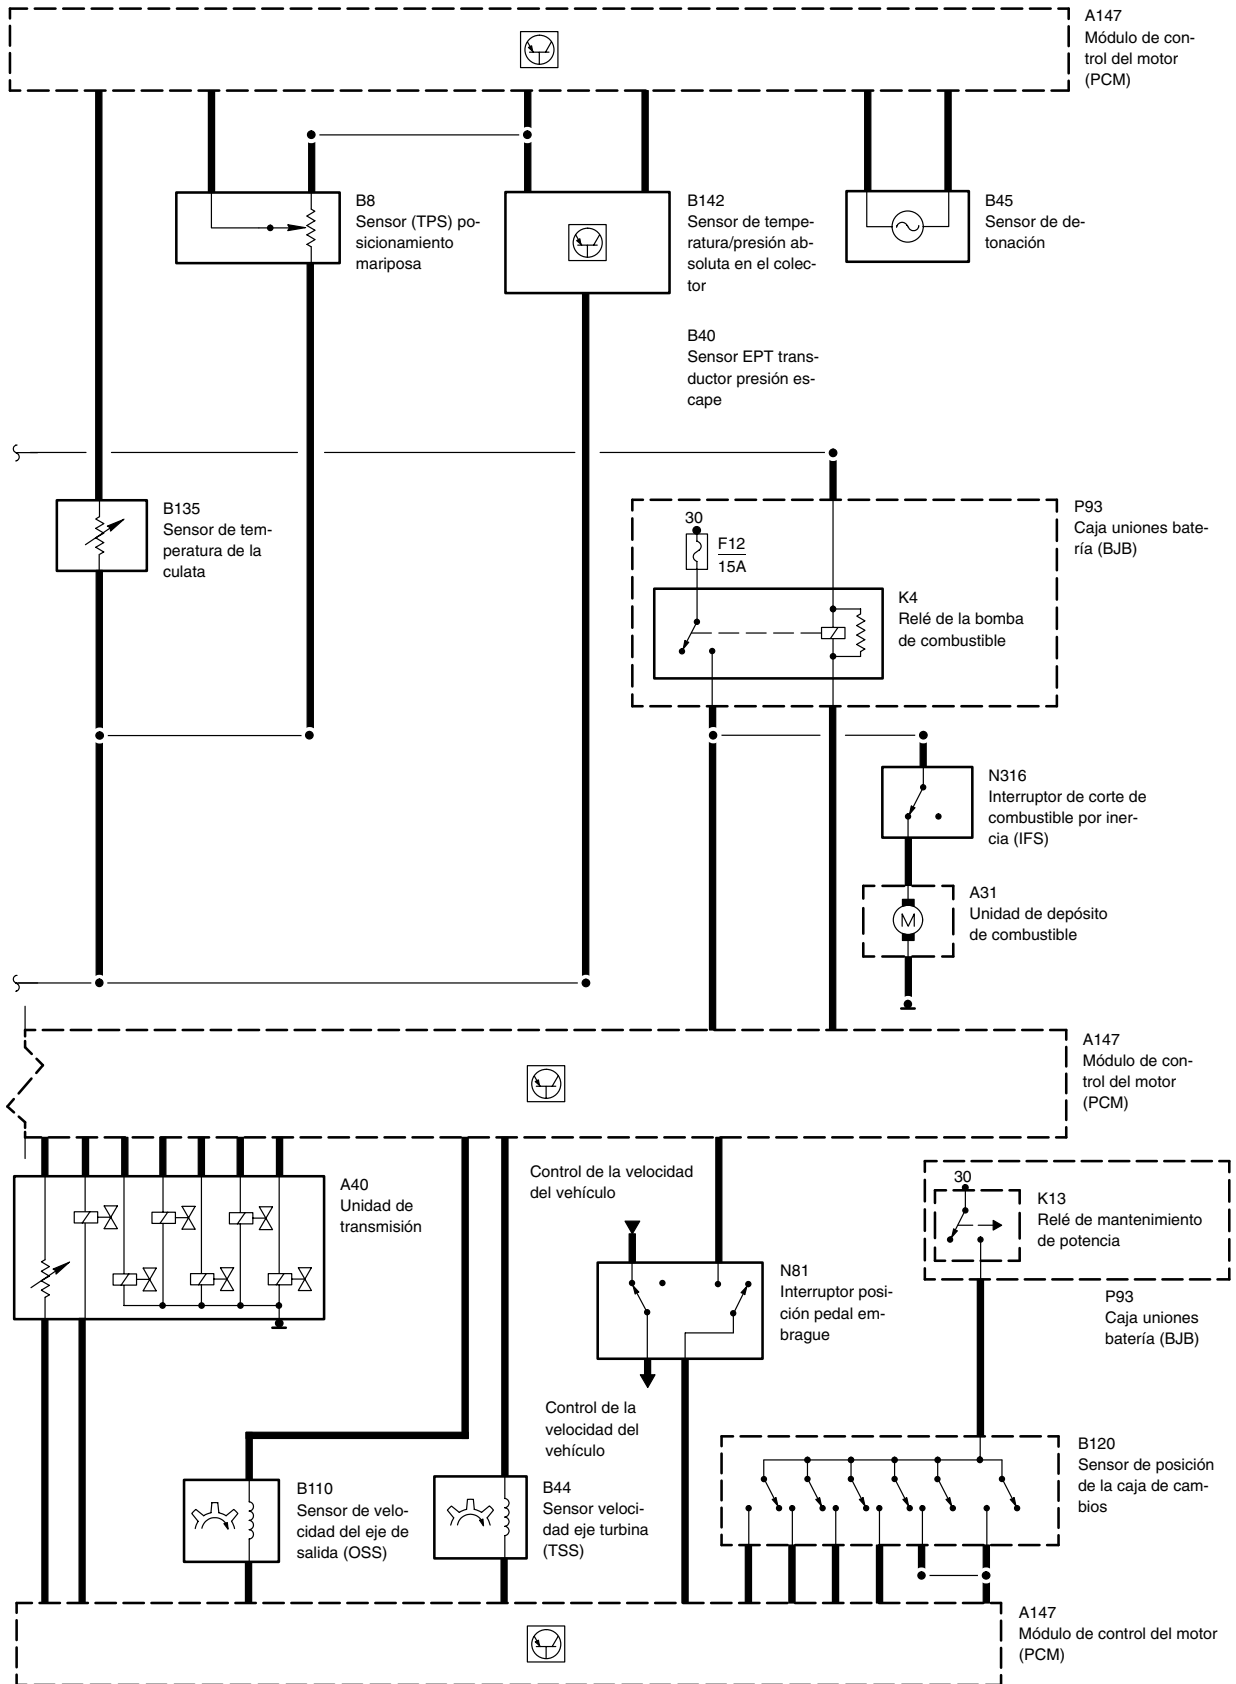 A147
Módulo de con-
trol del motor
(PCM)
B8
Sensor (TPS) po-
sicionamiento
mariposa
B142
Sensor de tempe-
ratura/presión ab-
soluta en el colec-
tor
B45
Sensor de de-
tonación
B40
Sensor EPT trans-
ductor presión es-
cape
B135
Sensor de tem-
peratura de la
culata
P93
Caja uniones bate-
ría (BJB)
30
F12
15A
K4
Relé de la bomba
de combustible
N316
Interruptor de corte de
combustible por iner-
cia (IFS)
A31
Unidad de depósito
de combustible
M
A147
Módulo de con-
trol del motor
(PCM)
A40
Unidad de
transmisión
Control de la velocidad
del vehículo
30
K13
Relé de mantenimiento
de potencia
N81
Interruptor posi-
ción pedal em-
brague
P93
Caja uniones
batería (BJB)
Control de la
velocidad del
vehículo
B110
Sensor de velo-
cidad del eje de
salida (OSS)
B44
Sensor veloci-
dad eje turbina
(TSS)
B120
Sensor de posición
de la caja de cam-
bios
A147
Módulo de control del motor
(PCM)